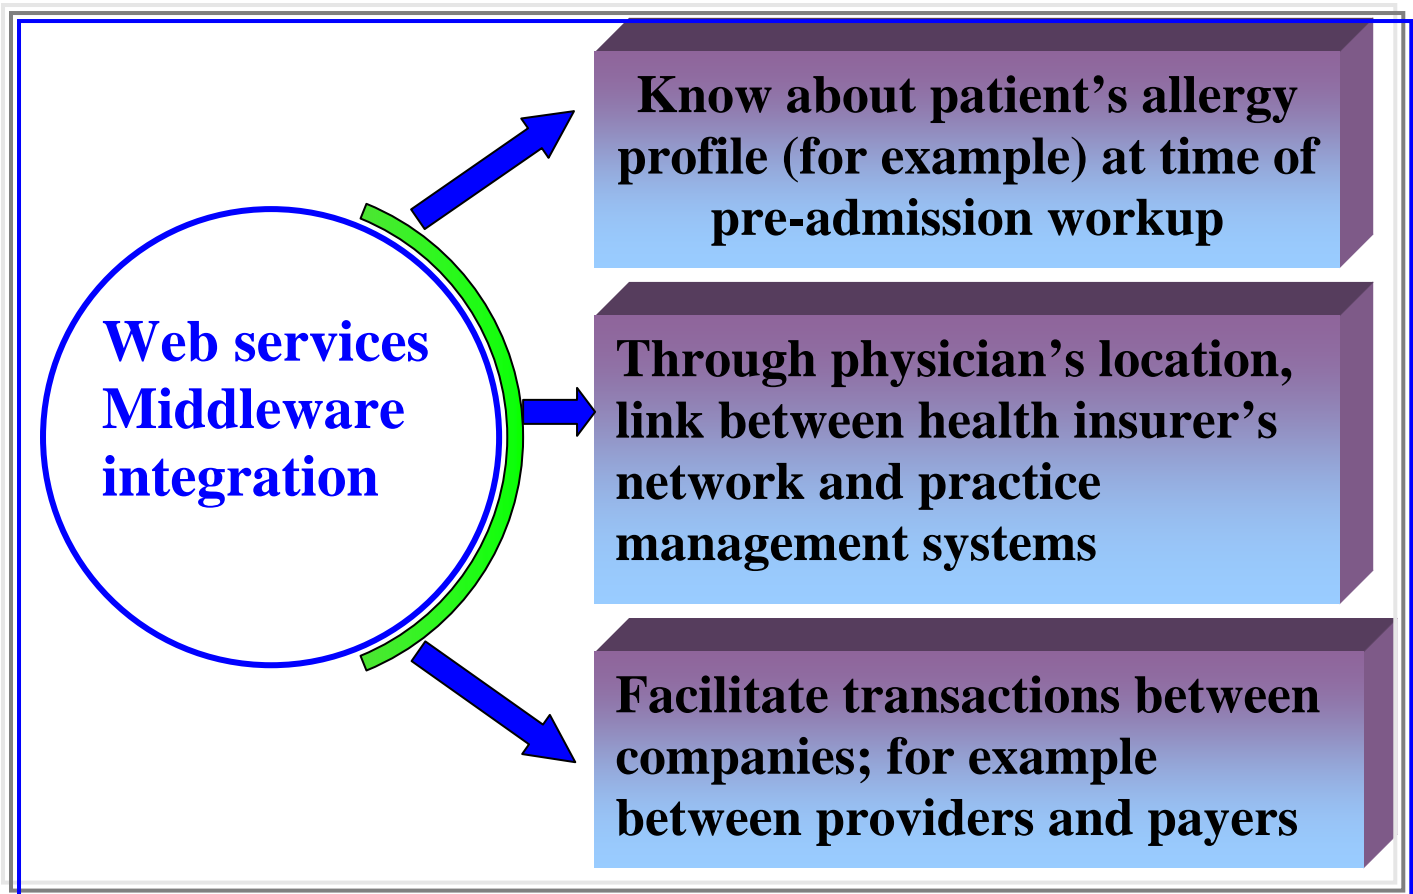 Know about patient’s allergy
profile (for example) at time of
pre-admission workup
Web services
Middleware
integration
Through physician’s location,
link between health insurer’s
network and practice
management systems
Facilitate transactions between
companies; for example
between providers and payers